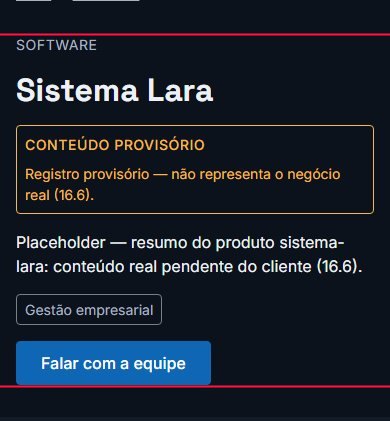 SOFTWARE
Sistema Lara
CONTEÚDO PROVISÓRIO
Registro provisório — não representa o negócio
real (16.6).
Placeholder — resumo do produto sistema-
lara: conteúdo real pendente do cliente (16.6).
Gestão empresarial
Falar com a equipe